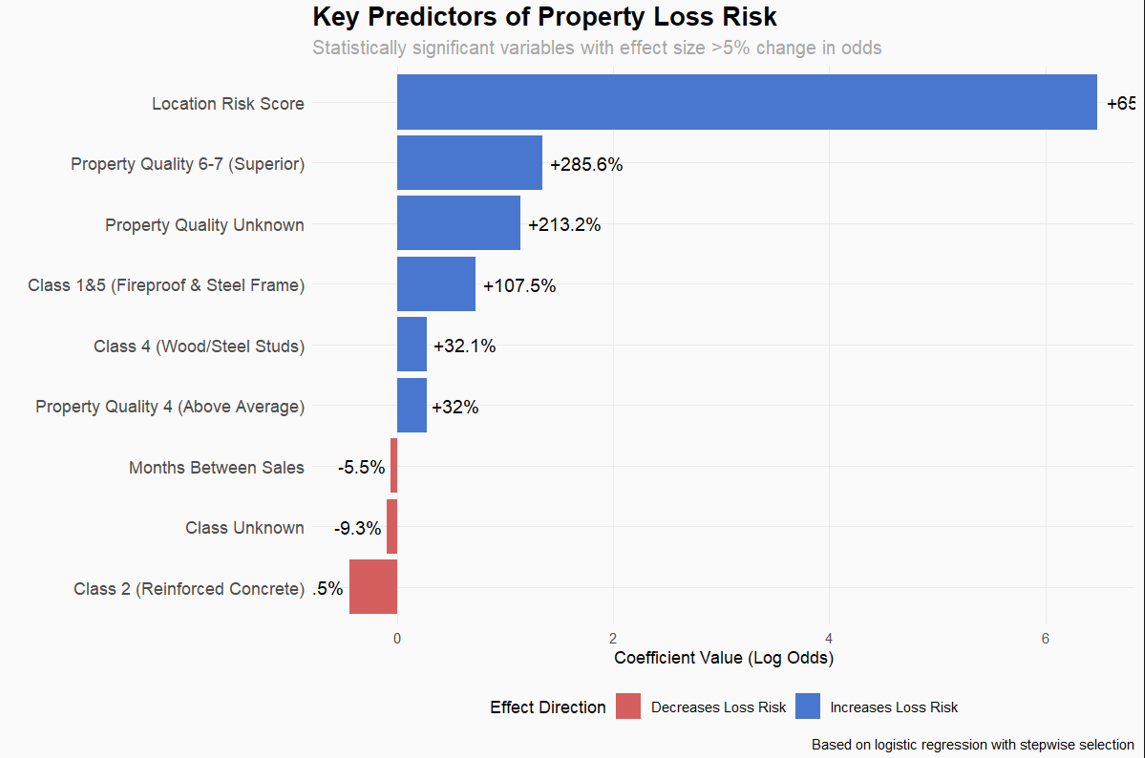 Key Predictors of Property Loss Risk
Statistically significant variables with effect size >5% change in odds
Location Risk Score +65
Property Quality 6-7 (Superior) +285.6%
Property Quality Unknown +213.2%
Class 1&5 (Fireproof & Steel Frame) +107.5%
Class 4 (Wood/Steel Studs) +32.1%
Property Quality 4 (Above Average) +32%
Months Between Sales -5.5%
Class Unknown -9.3%
Class 2 (Reinforced Concrete) .5%
0 2 4 6
Coefficient Value (Log Odds)
Effect Direction Decreases Loss Risk Increases Loss Risk
Based on logistic regression with stepwise selection